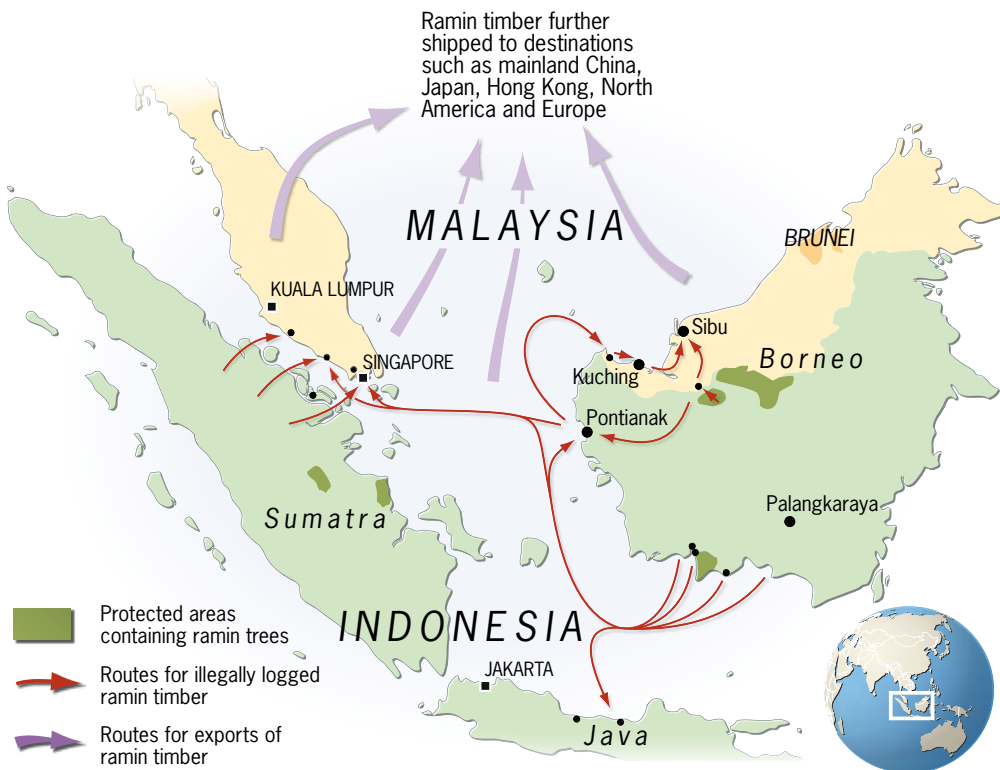 Ramin timber further
shipped to destinations
such as mainland China,
Japan, Hong Kong, North
America and Europe
MALAYSIA
BRUNEI
KUALA LUMPUR
Sibu
SINGAPORE
Borneo
Kuching
Pontianak
Palangkaraya
Sumatra
INDONESIA
JAKARTA
Java
Protected areas
containing ramin trees
Routes for illegally logged
ramin timber
Routes for exports of
ramin timber